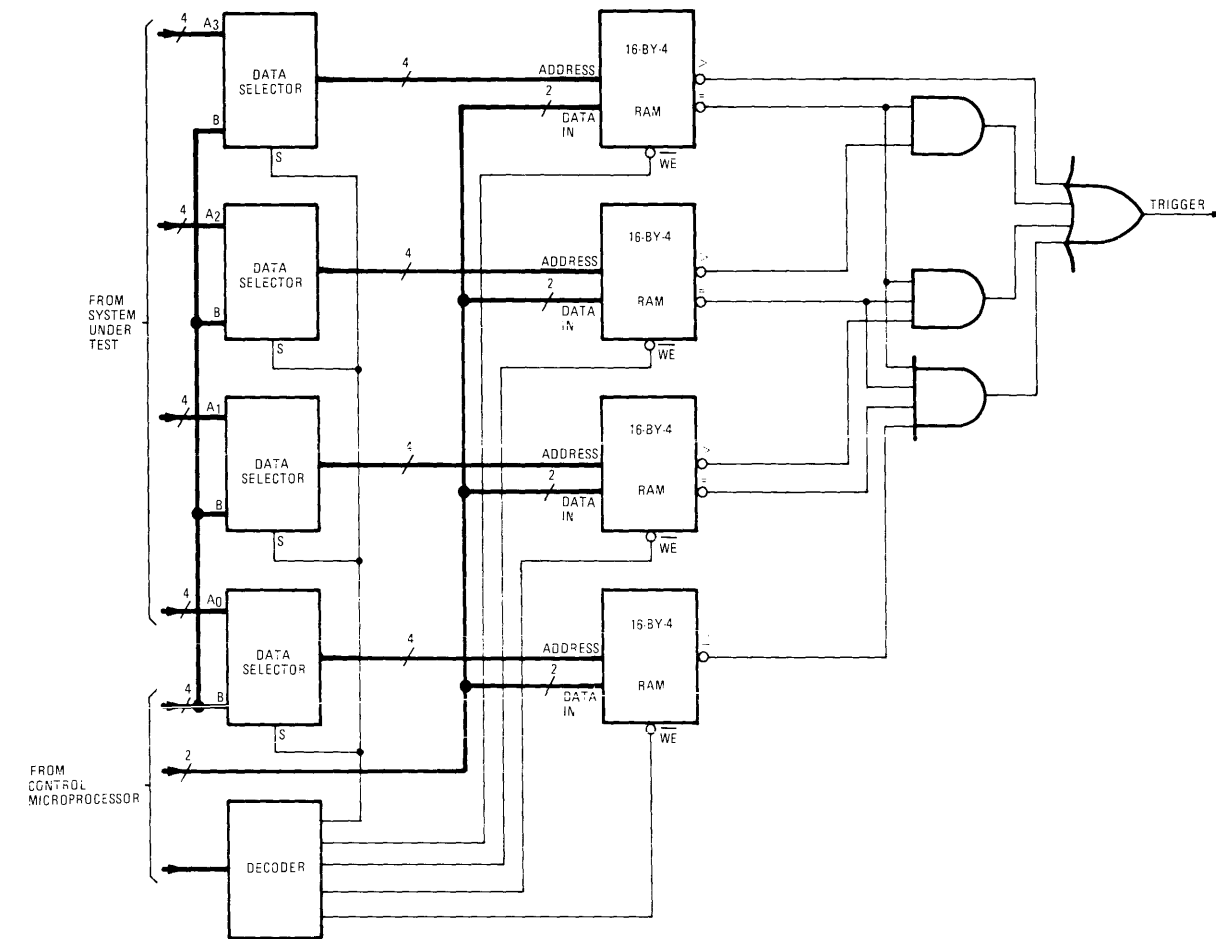 4
A3
DATA
SELECTOR
B
S
4
ADDRESS
2
DATA
IN
16-BY-4
RAM
>
=
WE
4
A2
DATA
SELECTOR
B
S
4
ADDRESS
2
DATA
IN
16-BY-4
RAM
>
=
WE
TRIGGER
FROM
SYSTEM
UNDER
TEST
4
A1
DATA
SELECTOR
B
S
ADDRESS
2
DATA
IN
16-BY-4
RAM
>
=
WE
4
A0
DATA
SELECTOR
4
B
S
4
ADDRESS
2
DATA
IN
16-BY-4
RAM
WE
FROM
CONTROL
MICROPROCESSOR
2
DECODER